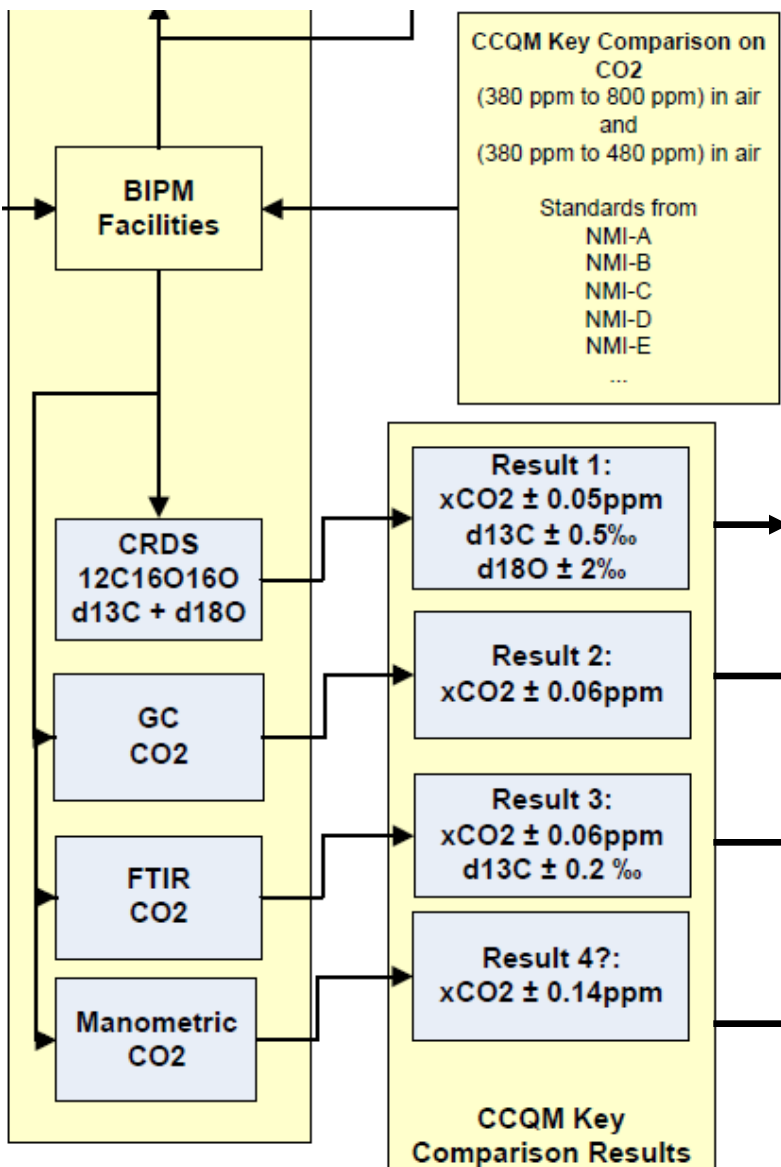 CCQM Key Comparison on
CO2
(380 ppm to 800 ppm) in air
and
(380 ppm to 480 ppm) in air
Standards from
NMI-A
NMI-B
NMI-C
NMI-D
NMI-E
...
BIPM
Facilities
CRDS
12C16O16O
d13C + d18O
GC
CO2
FTIR
CO2
Manometric
CO2
Result 1:
xCO2 ± 0.05ppm
d13C ± 0.5‰
d18O ± 2‰
Result 2:
xCO2 ± 0.06ppm
Result 3:
xCO2 ± 0.06ppm
d13C ± 0.2 ‰
Result 4?:
xCO2 ± 0.14ppm
CCQM Key
Comparison Results